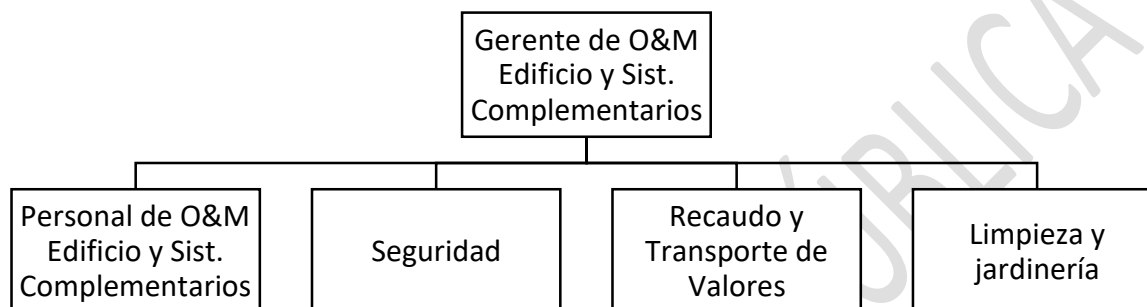 Gerente de O&M
Edificio y Sist.
Complementarios
Personal de O&M
Edificio y Sist.
Complementarios
Seguridad
Recaudo y
Transporte de
Valores
Limpieza y
jardinería